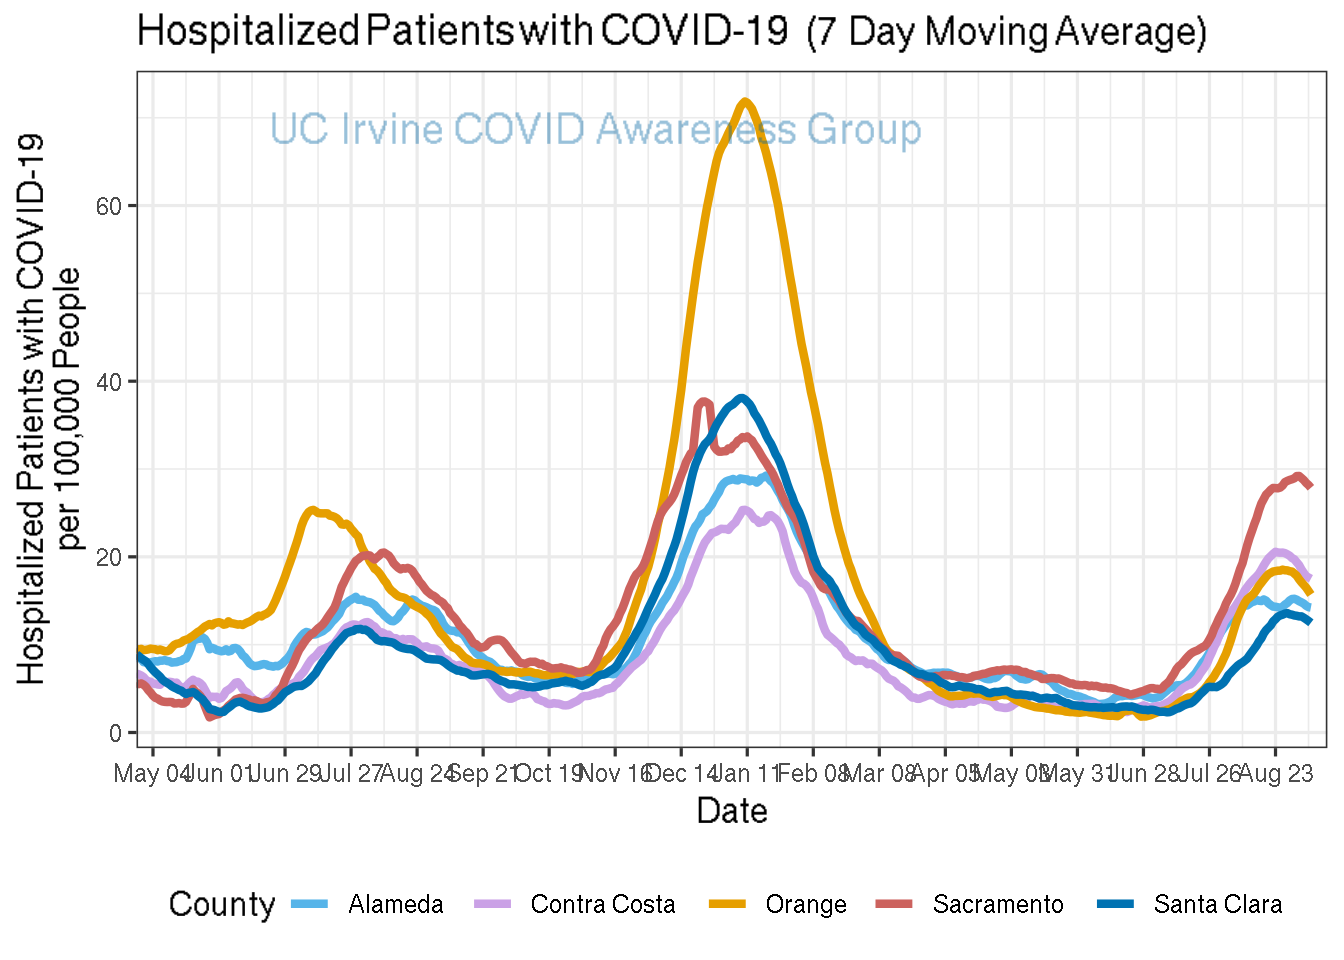 Hospitalized Patients with COVID-19 (7 Day Moving Average)
UC Irvine COVID Awareness Group
Hospitalized Patients with COVID-19
per 100,000 People
60
40
20
0
May 04 Jun 01 Jun 29 Jul 27 Aug 24 Sep 21 Oct 19 Nov 16 Dec 14 Jan 11 Feb 08 Mar 08 Apr 05 May 03 May 31 Jun 28 Jul 26 Aug 23
Date
County Alameda Contra Costa Orange Sacramento Santa Clara